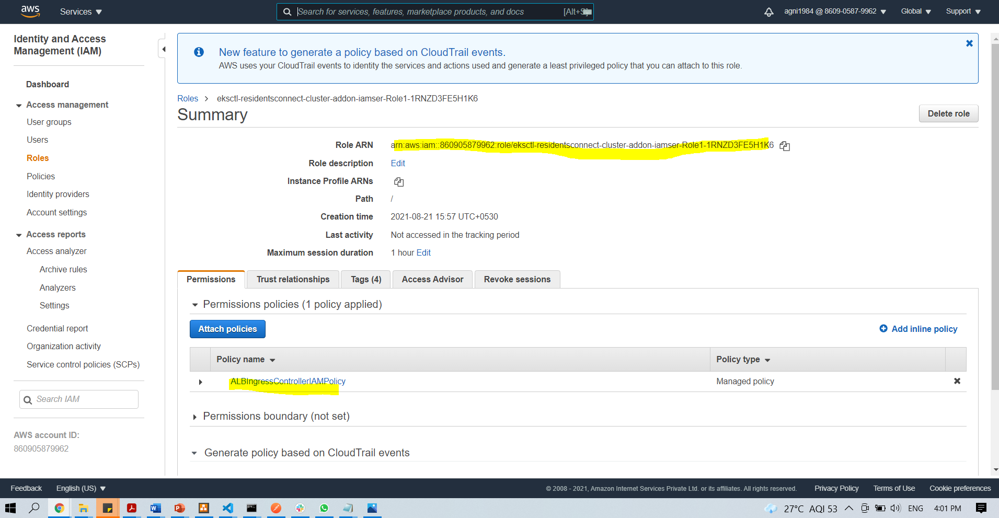 aws
Services
Search for services, features, marketplace products, and docs
[Alt+S]
agni1984 @ 8609-0587-9962
Global
Support
Identity and Access
Management (IAM)
Dashboard
Access management
User groups
Users
Roles
Policies
Identity providers
Account settings
Access reports
Access analyzer
Archive rules
Analyzers
Settings
Credential report
Organization activity
Service control policies (SCPs)
Search IAM
AWS account ID:
860905879962
New feature to generate a policy based on CloudTrail events.
AWS uses your CloudTrail events to identity the services and actions used and generate a least privileged policy that you can attach to this role.
Roles > eksctl-residentsconnect-cluster-addon-iamser-Role1-1RNZD3FE5H1K6
Summary
Delete role
Role ARN arn:aws:iam::860905879962:role/eksctl-residentsconnect-cluster-addon-iamser-Role1-1RNZD3FE5H1K6
Role description Edit
Instance Profile ARNs
Path /
Creation time 2021-08-21 15:57 UTC+0530
Last activity Not accessed in the tracking period
Maximum session duration 1 hour Edit
Permissions
Trust relationships
Tags (4)
Access Advisor
Revoke sessions
Permissions policies (1 policy applied)
Attach policies
Add inline policy
Policy name
Policy type
ALBIngressControllerIAMPolicy
Managed policy
Permissions boundary (not set)
Generate policy based on CloudTrail events
Feedback
English (US)
© 2008 - 2021, Amazon Internet Services Private Ltd. or its affiliates. All rights reserved.
Privacy Policy
Terms of Use
Cookie preferences
27°C AQI 53
ENG
4:01 PM